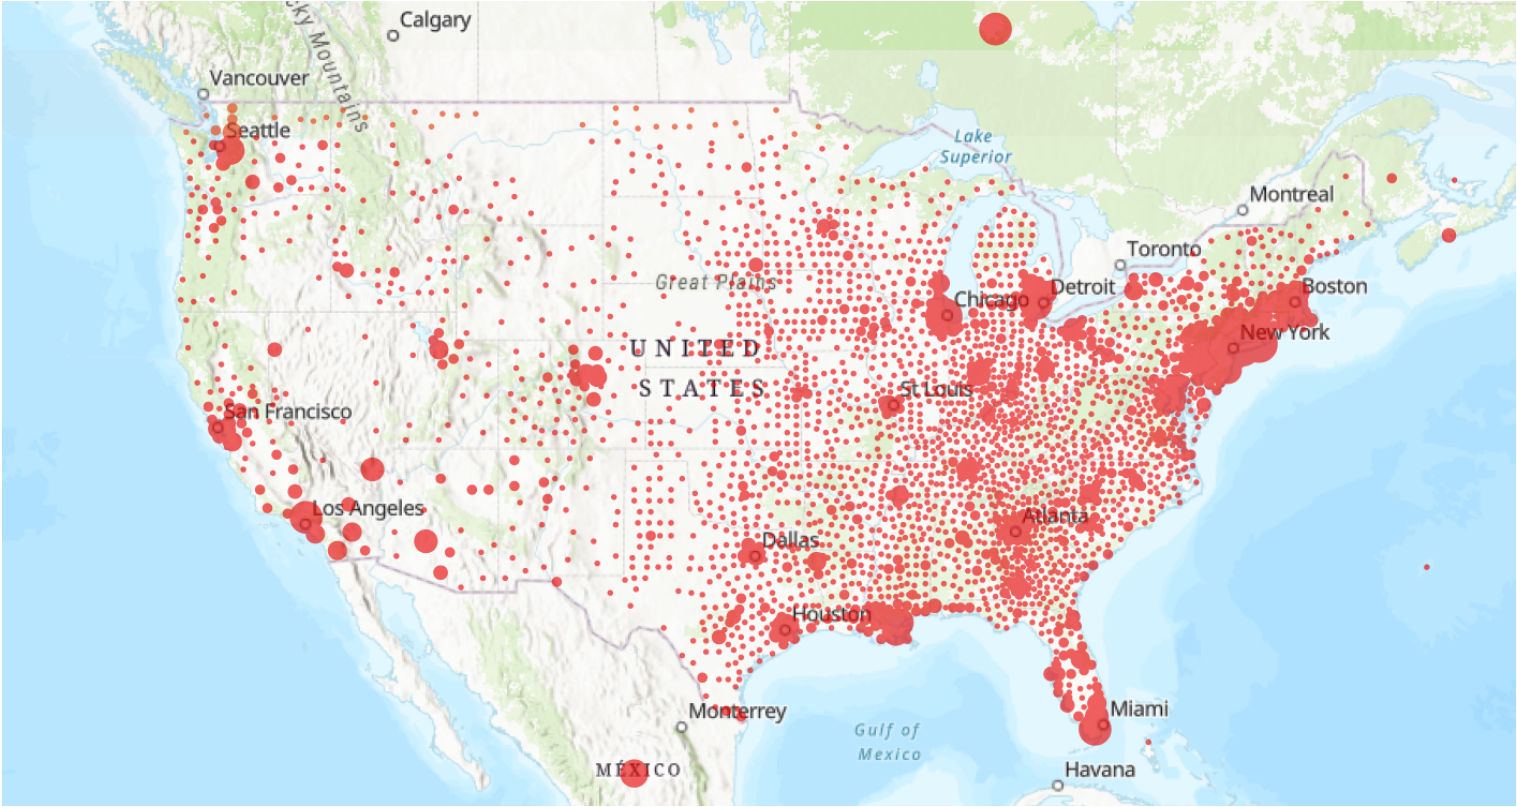 Calgary
cky Mountains
Vancouver
Seattle
Lake
Superior
Montreal
Toronto
Great Plains
Detroit
Boston
Chicago
New York
UNITED
STATES
St Louis
San Francisco
Los Angeles
Atlanta
Dallas
Houston
Monterrey
Miami
Gulf of
Mexico
MÉXICO
Havana